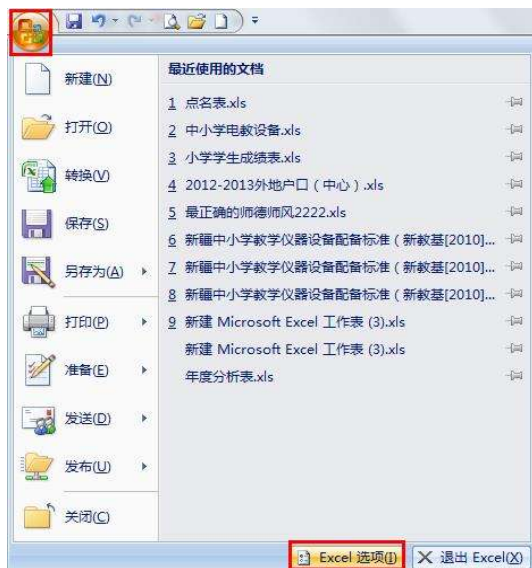 新建(N)
打开(O)
转换(V)
保存(S)
另存为(A)
打印(P)
准备(E)
发送(D)
发布(U)
关闭(C)
最近使用的文档
1 点名表.xls
2 中小学电教设备.xls
3 小学学生成绩表.xls
4 2012-2013外地户口（中心）.xls
5 最正确的师德师风2222.xls
6 新疆中小学教学仪器设备配备标准（新教基[2010]...
7 新疆中小学教学仪器设备配备标准（新教基[2010]...
8 新疆中小学教学仪器设备配备标准（新教基[2010]...
9 新建 Microsoft Excel 工作表 (3).xls
新建 Microsoft Excel 工作表 (3).xls
年度分析表.xls
Excel 选项(I)
退出 Excel(X)